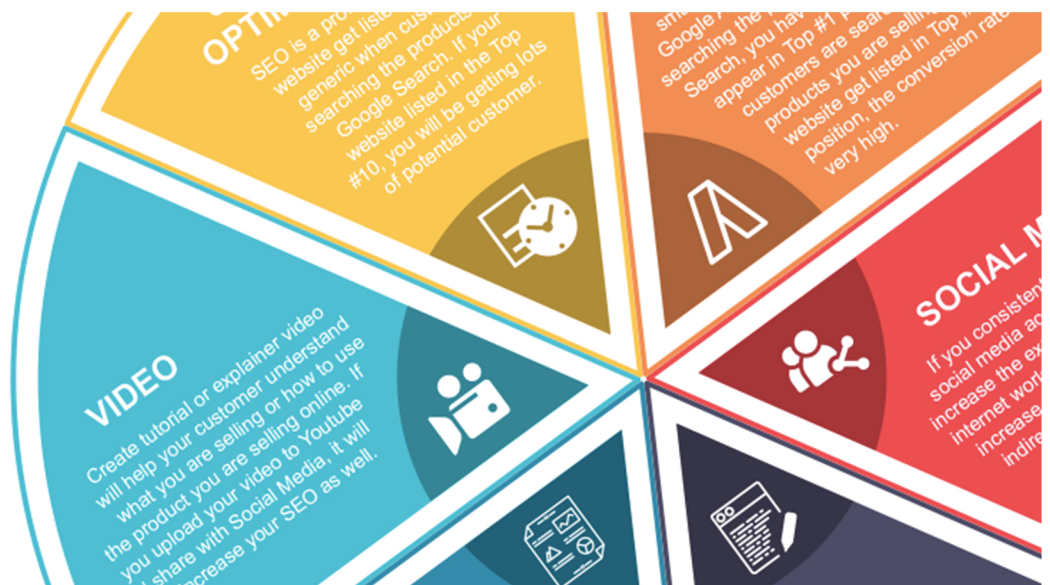 OPTI
SEO is a pro
website get liste
generic when cust
searching the products
Google Search. If your
website listed in the Top
#10, you will be getting lots
of potential customer.
Google
searching the
Search, you hav
appear in Top #1
customers are sear
products you are selling
website get listed in Top
position, the conversion rate
very high.
SOCIAL M
If you consistent
social media ac
increase the ex
internet wor
increase
indire
VIDEO
Create tutorial or explainer video
will help your customer understand
what you are selling or how to use
the product you are selling online. If
you upload your video to Youtube
share with Social Media, it will
increase your SEO as well.